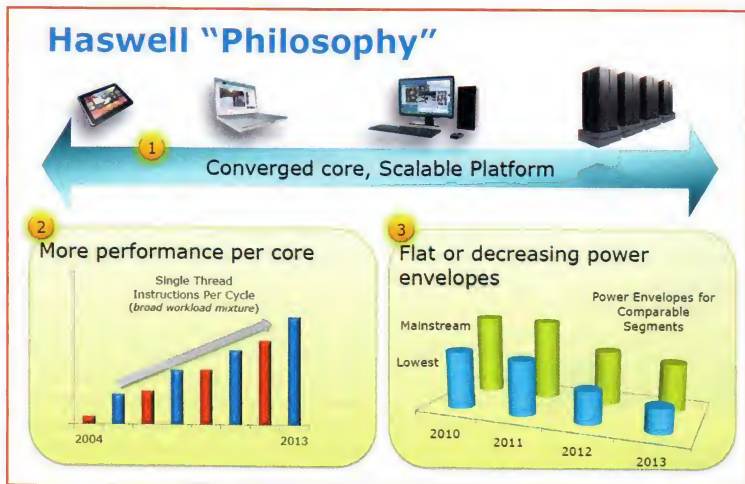 Haswell “Philosophy”
1
Converged core, Scalable Platform
2
More performance per core
Single Thread
Instructions Per Cycle
(broad workload mixture)
2004
2013
3
Flat or decreasing power
envelopes
Power Envelopes for
Comparable
Segments
Mainstream
Lowest
2010
2011
2012
2013